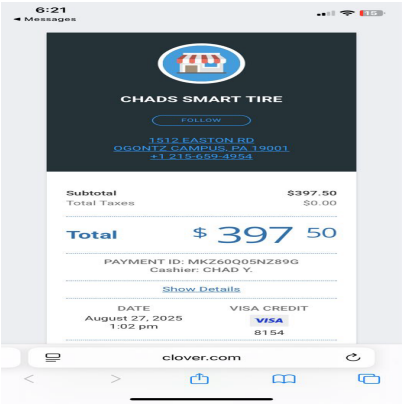 6:21
15
◄ Messages
CHADS SMART TIRE
FOLLOW
1512 EASTON RD
OGONTZ CAMPUS, PA 19001
+1 215-659-4954
Subtotal $397.50
Total Taxes $0.00
Total $ 397 50
PAYMENT ID: MKZ60Q05NZ89G
Cashier: CHAD Y.
Show Details
DATE VISA CREDIT
August 27, 2025 VISA
1:02 pm 8154
clover.com